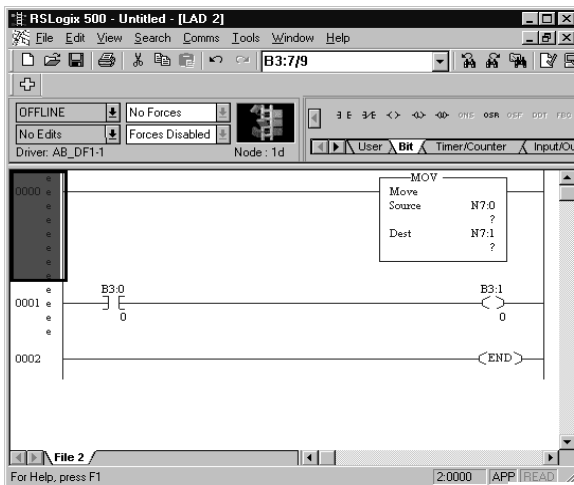 RSLogix 500 - Untitled - [LAD 2]
File Edit View Search Comms Tools Window Help
B3:7/9
OFFLINE No Forces
No Edits Forces Disabled
Driver: AB_DF1-1 Node : 1d
ONS OSR OSF DDT FBC
User Bit Timer/Counter Input/Ou
MOV
0000 e Move
Source N7:0
?
Dest N7:1
?
e
e
e
e
e
e
e
B3:0 B3:1
0001 e
0 0
e
e
0002 END
File 2
For Help, press F1 2:0000 APP READ